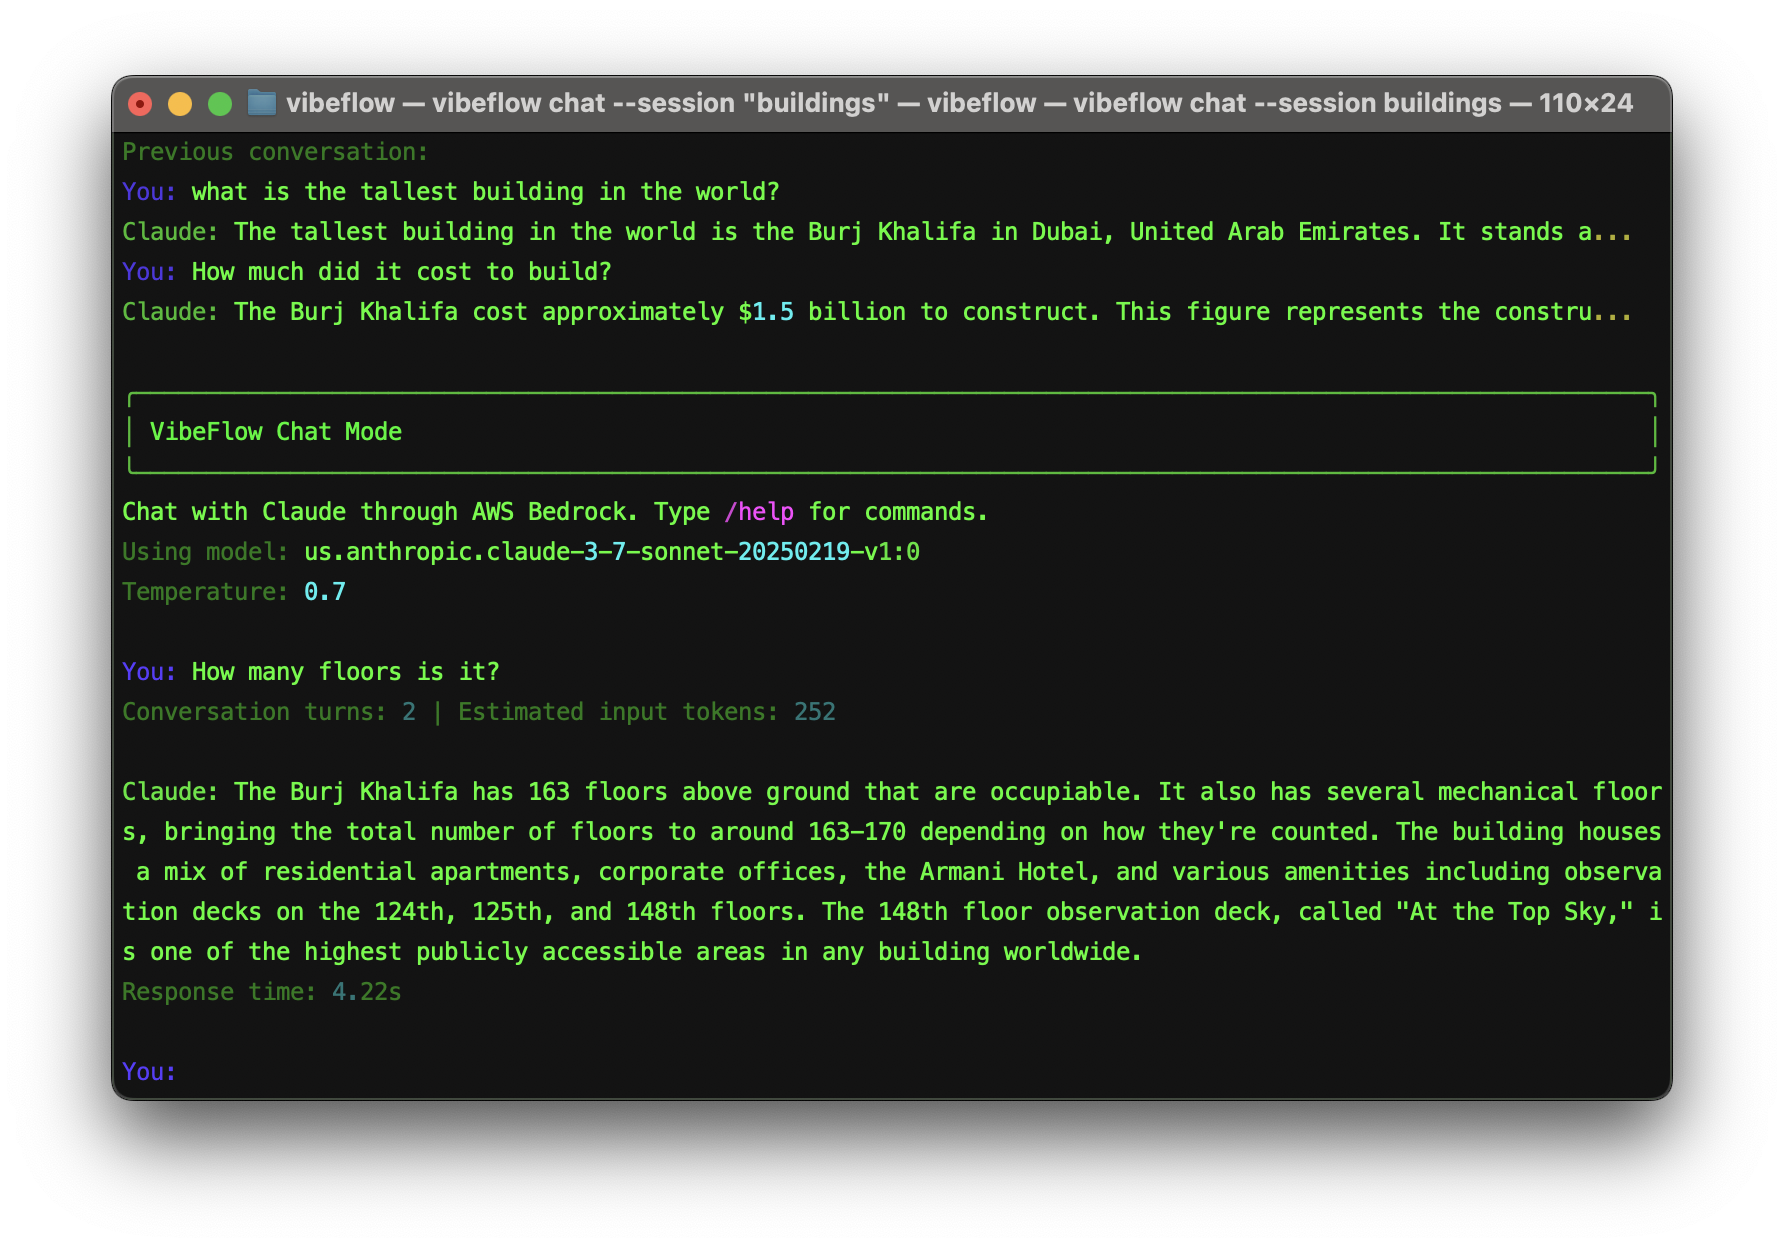 vibeflow — vibeflow chat --session "buildings" — vibeflow — vibeflow chat --session buildings — 110×24
Previous conversation:
You: what is the tallest building in the world?
Claude: The tallest building in the world is the Burj Khalifa in Dubai, United Arab Emirates. It stands a...
You: How much did it cost to build?
Claude: The Burj Khalifa cost approximately $1.5 billion to construct. This figure represents the constru...
VibeFlow Chat Mode
Chat with Claude through AWS Bedrock. Type /help for commands.
Using model: us.anthropic.claude-3-7-sonnet-20250219-v1:0
Temperature: 0.7
You: How many floors is it?
Conversation turns: 2 | Estimated input tokens: 252
Claude: The Burj Khalifa has 163 floors above ground that are occupiable. It also has several mechanical floor
s, bringing the total number of floors to around 163-170 depending on how they're counted. The building houses
 a mix of residential apartments, corporate offices, the Armani Hotel, and various amenities including observa
tion decks on the 124th, 125th, and 148th floors. The 148th floor observation deck, called "At the Top Sky," i
s one of the highest publicly accessible areas in any building worldwide.
Response time: 4.22s
You: